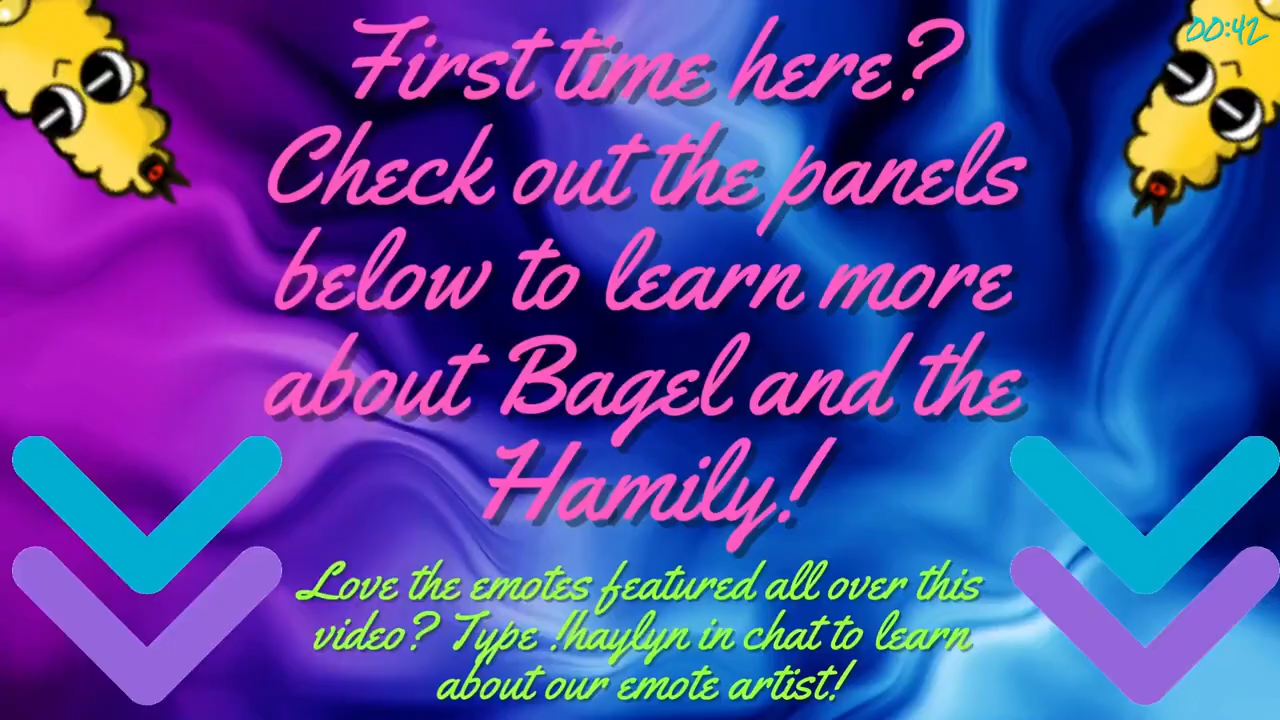 00:42
First time here?
Check out the panels
below to learn more
about Bagel and the
Hamily!
Love the emotes featured all over this
video? Type !haylyn in chat to learn
about our emote artist!